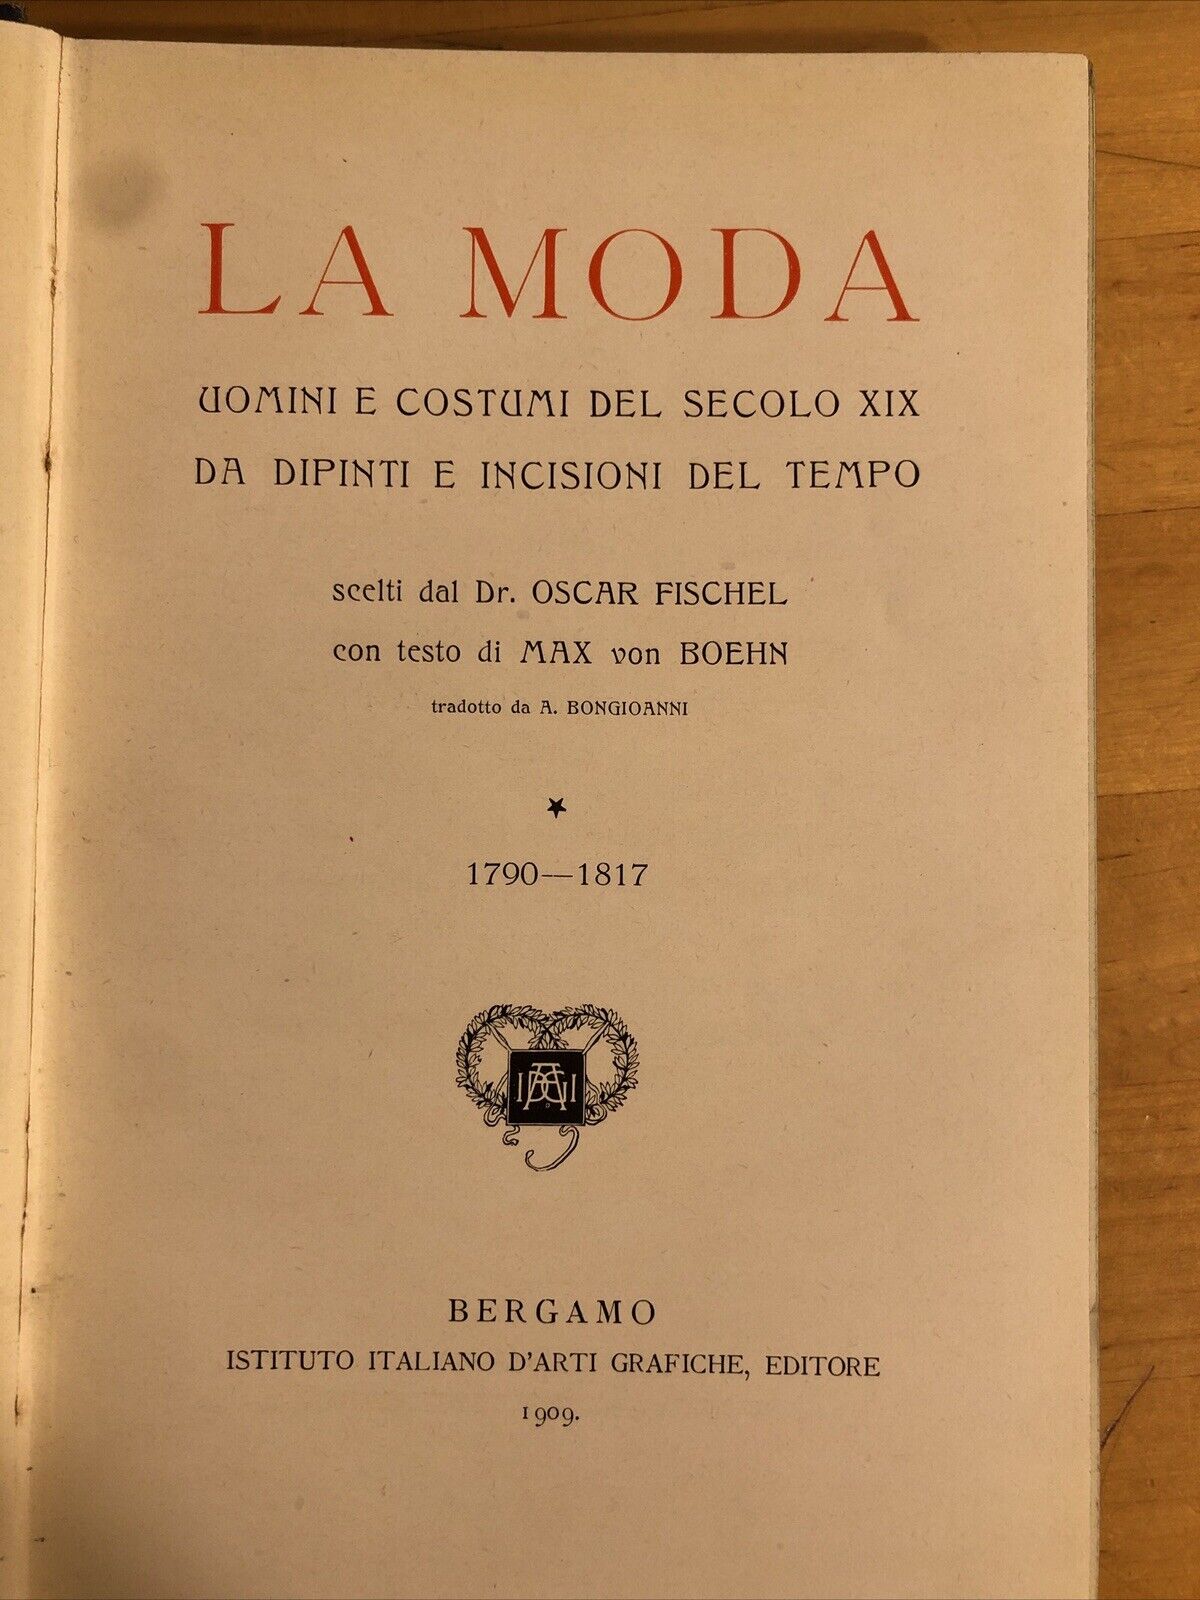 LA MODA
UOMINI E COSTUMI DEL SECOLO XIX
DA DIPINTI E INCISIONI DEL TEMPO
scelti dal Dr. OSCAR FISCHEL
con testo di MAX von BOEHN
tradotto da A. BONGIOANNI
1790—1817
BERGAMO
ISTITUTO ITALIANO D'ARTI GRAFICHE, EDITORE
1909.